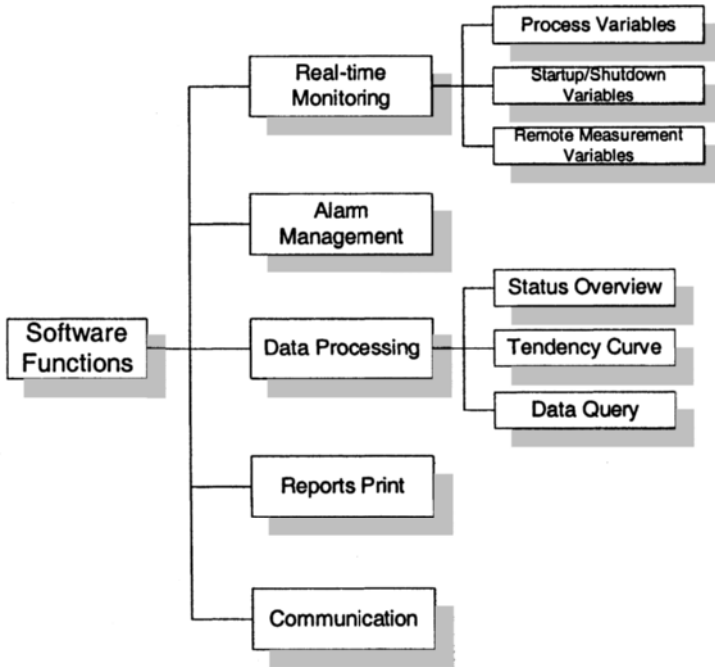 Process Variables
Real-time
Monitoring
Startup/Shutdown
Variables
Remote Measurement
Variables
Alarm
Management
Status Overview
Software
Functions
Data Processing
Tendency Curve
Data Query
Reports Print
Communication